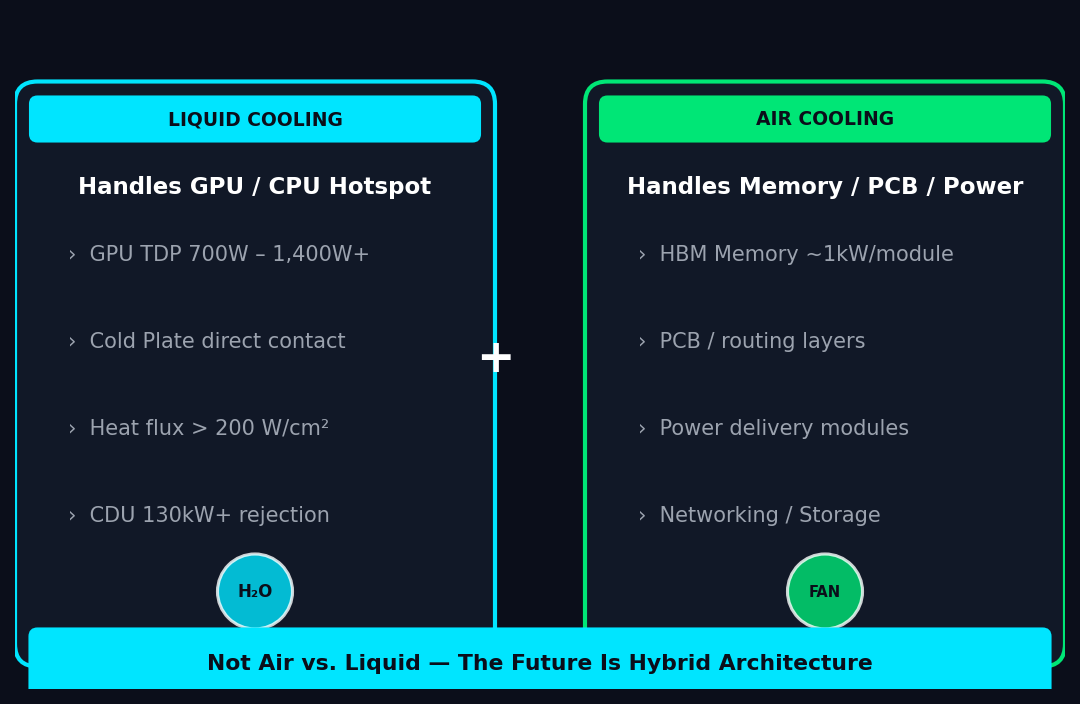 LIQUID COOLING
Handles GPU / CPU Hotspot
› GPU TDP 700W – 1,400W+
› Cold Plate direct contact
› Heat flux > 200 W/cm²
› CDU 130kW+ rejection
H₂O
+
AIR COOLING
Handles Memory / PCB / Power
› HBM Memory ~1kW/module
› PCB / routing layers
› Power delivery modules
› Networking / Storage
FAN
Not Air vs. Liquid — The Future Is Hybrid Architecture